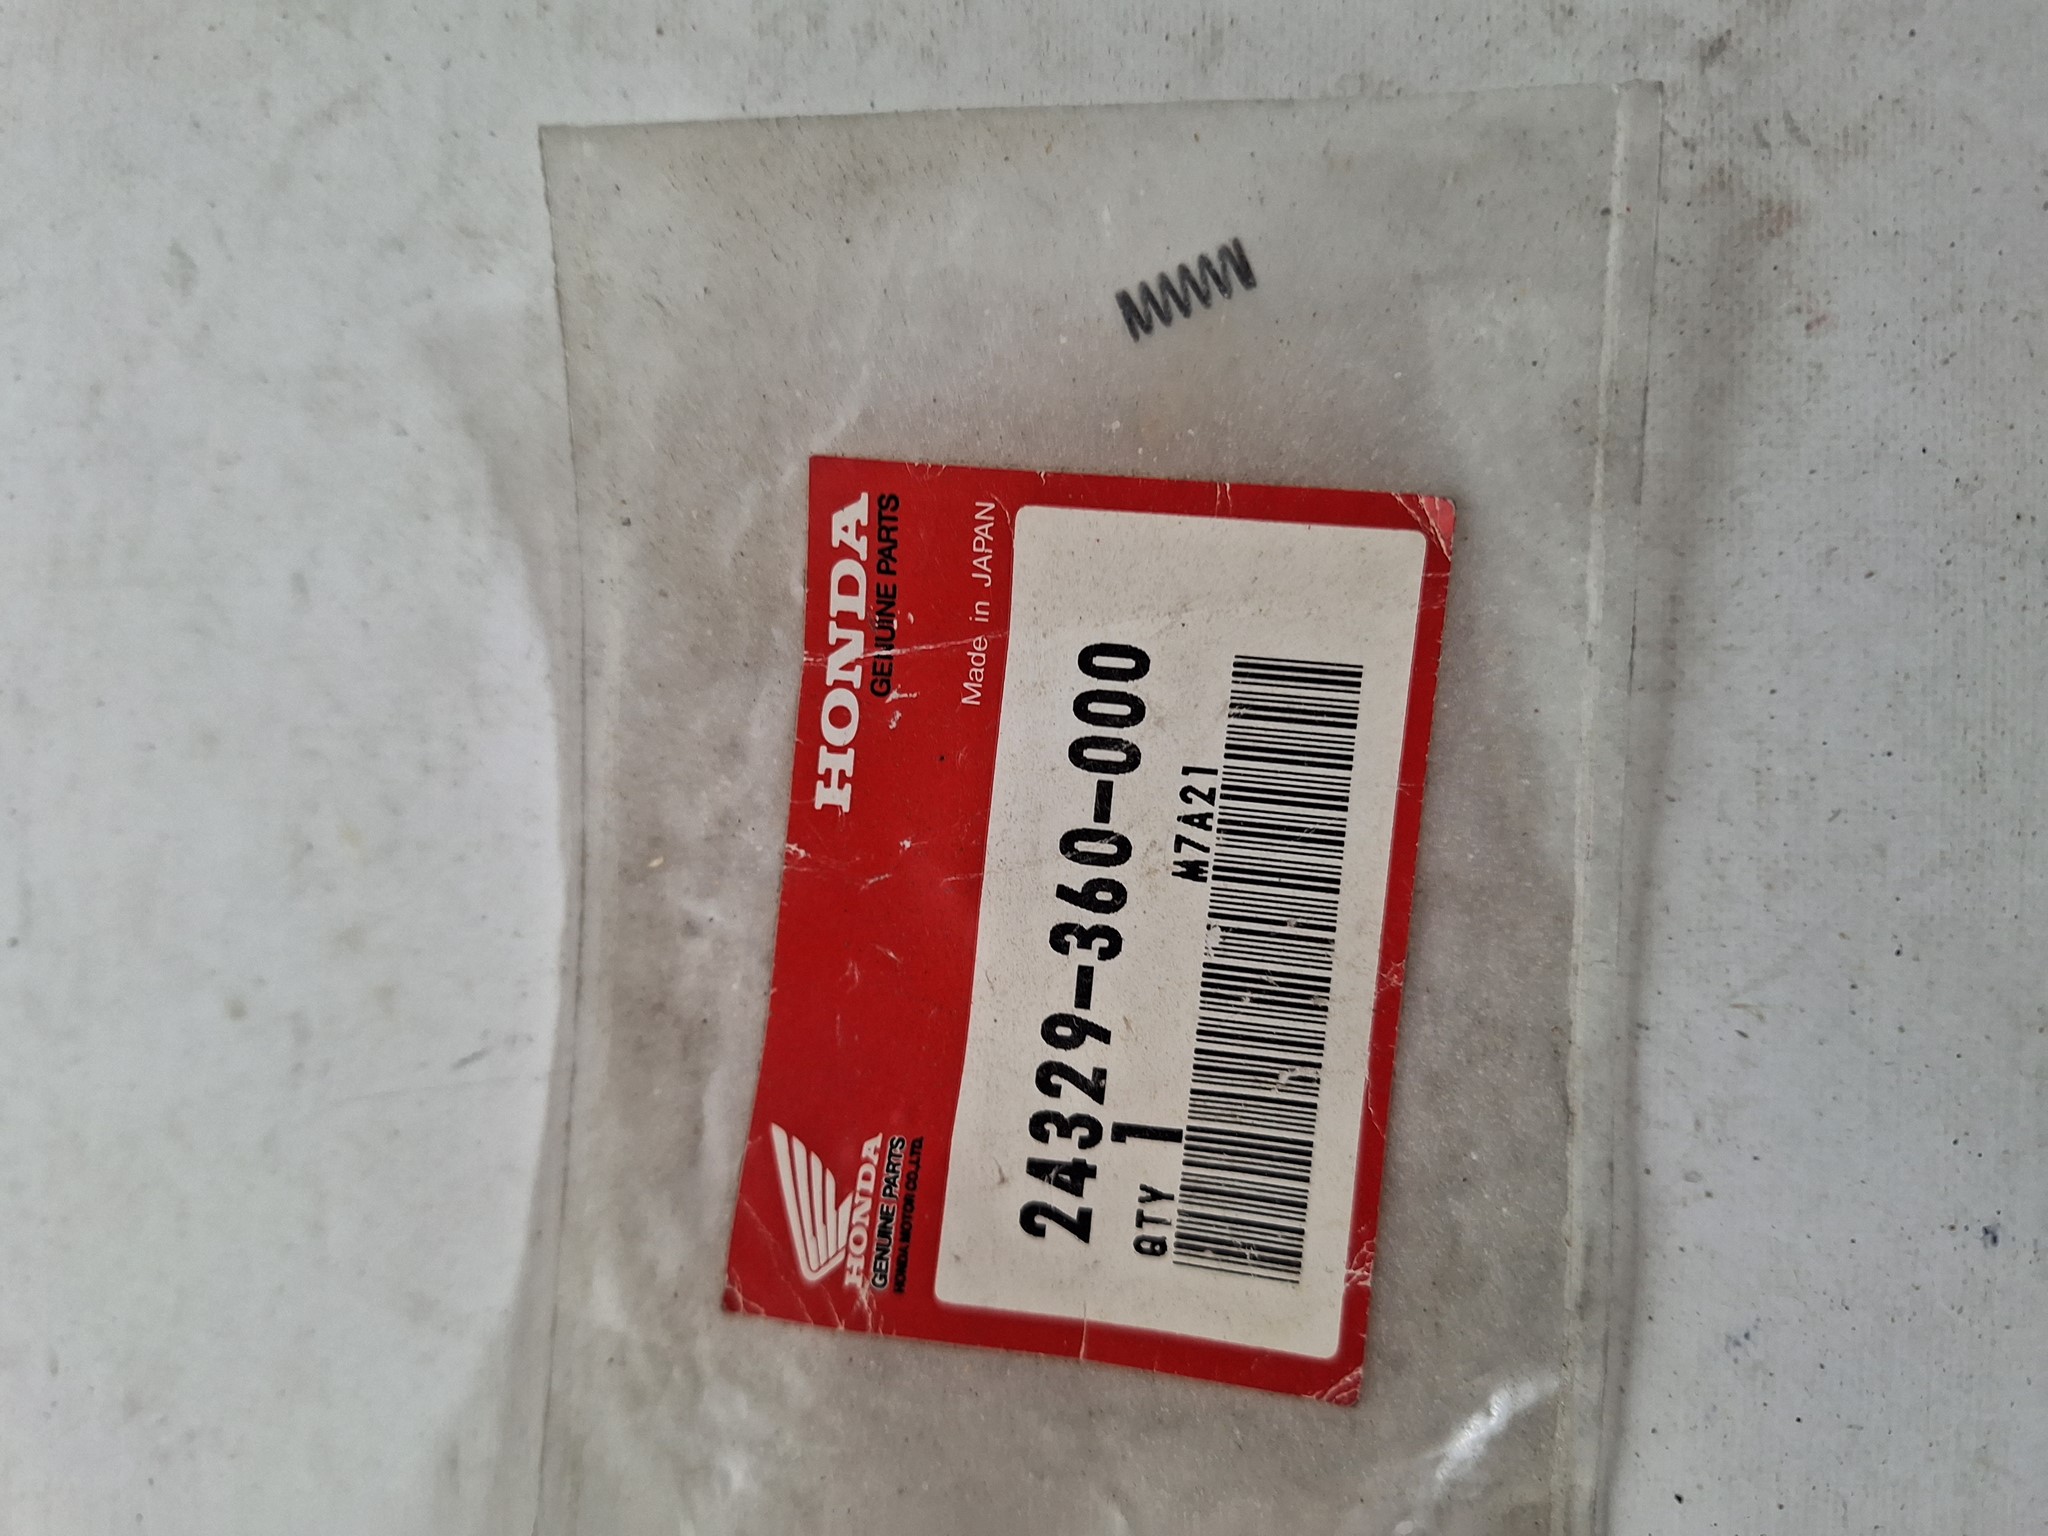 HONDA
GENUINE PARTS
HONDA MOTOR CO.,LTD.
HONDA
GENUINE PARTS
Made in JAPAN
24329-360-000
QTY 1
M7A21